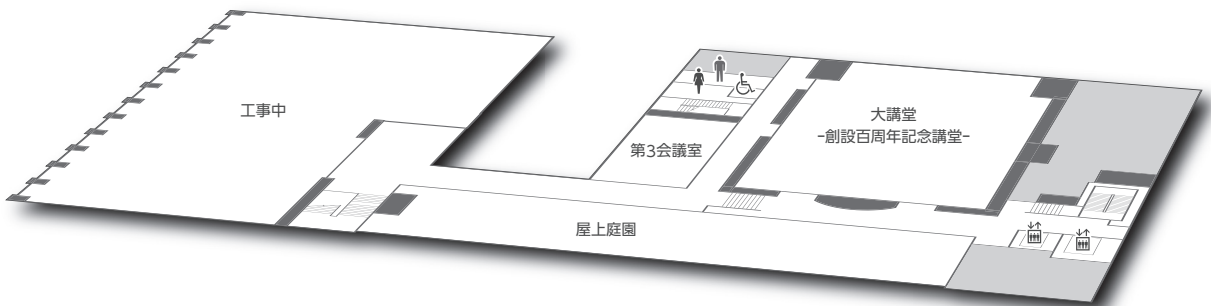 工事中
大講堂
-創設百周年記念講堂-
第3会議室
屋上庭園